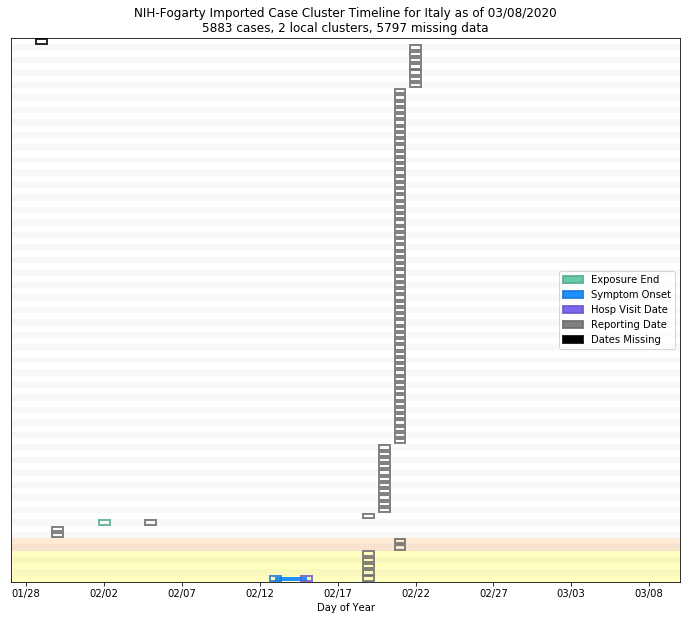 NIH-Fogarty Imported Case Cluster Timeline for Italy as of 03/08/2020
5883 cases, 2 local clusters, 5797 missing data
Exposure End
Symptom Onset
Hosp Visit Date
Reporting Date
Dates Missing
01/28 02/02 02/07 02/12 02/17 02/22 02/27 03/03 03/08
Day of Year